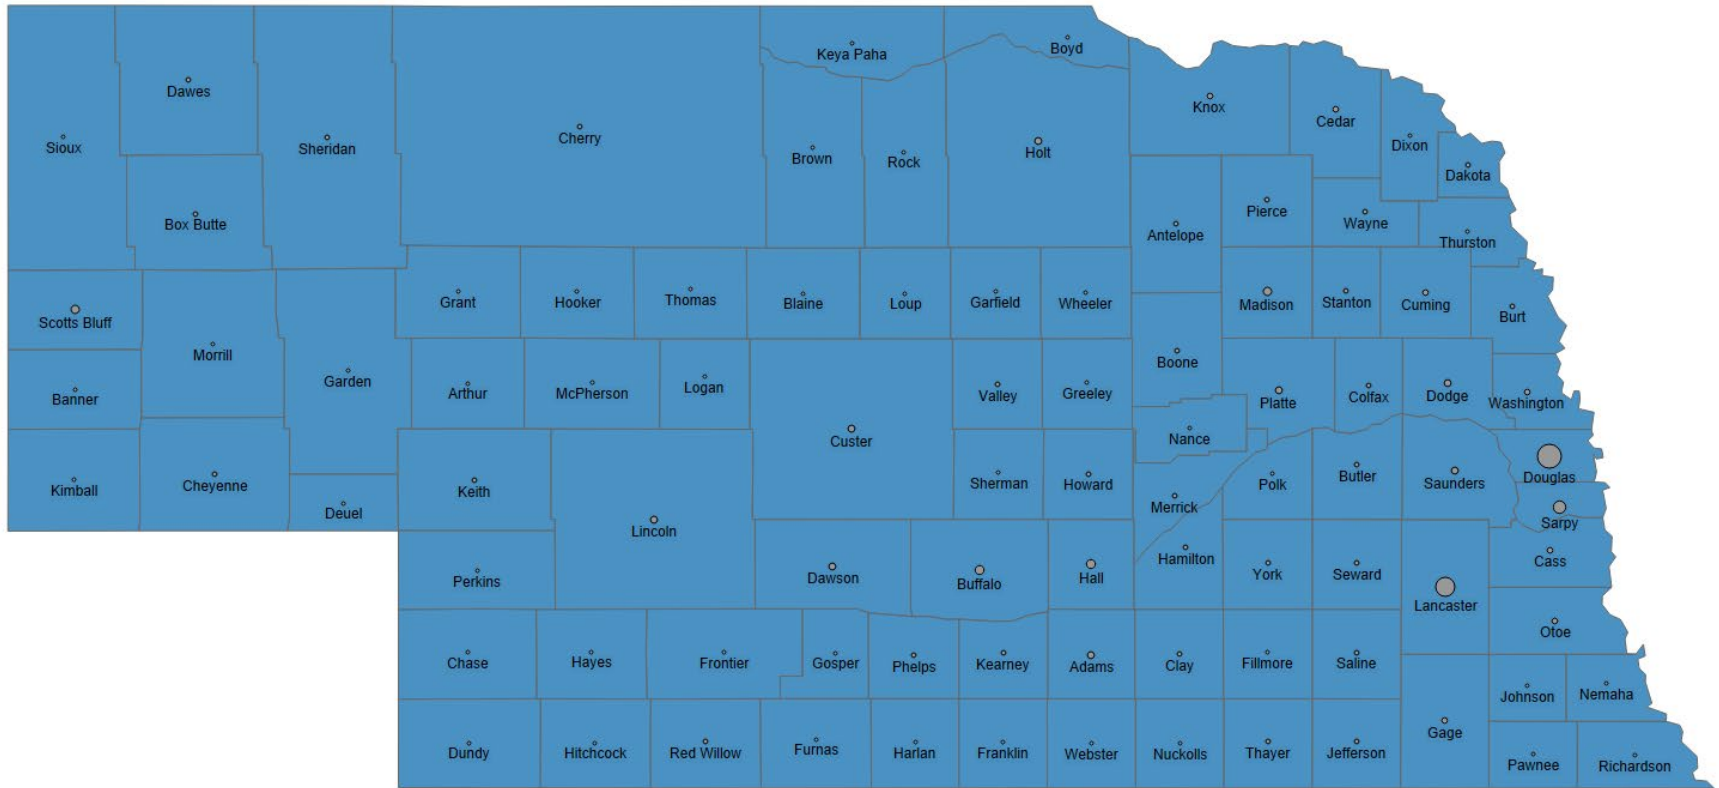 Keya Paha
Boyd
Dawes
Knox
Cedar
Sioux
Sheridan
Cherry
Brown
Rock
Holt
Dixon
Dakota
Box Butte
Pierce
Wayne
Antelope
Thurston
Grant
Hooker
Thomas
Blaine
Loup
Garfield
Wheeler
Madison
Stanton
Cuming
Burt
Scotts Bluff
Morrill
Garden
Boone
Banner
Arthur
McPherson
Logan
Valley
Greeley
Platte
Colfax
Dodge
Washington
Custer
Nance
Kimball
Cheyenne
Deuel
Keith
Sherman
Howard
Polk
Butler
Saunders
Douglas
Lincoln
Merrick
Sarpy
Perkins
Dawson
Buffalo
Hall
Hamilton
York
Seward
Cass
Lancaster
Otoe
Chase
Hayes
Frontier
Gosper
Phelps
Kearney
Adams
Clay
Fillmore
Saline
Johnson
Nemaha
Gage
Dundy
Hitchcock
Red Willow
Furnas
Harlan
Franklin
Webster
Nuckolls
Thayer
Jefferson
Pawnee
Richardson